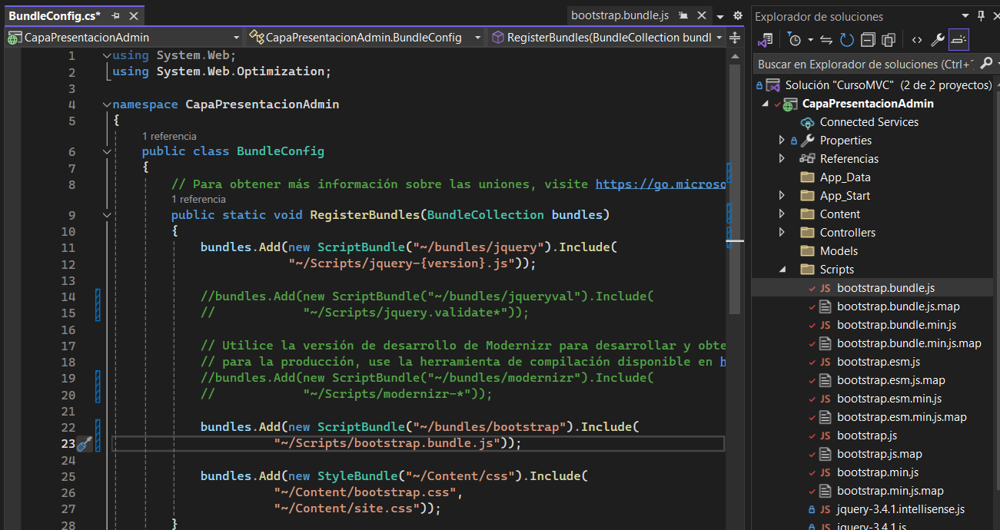 BundleConfig.cs*
bootstrap.bundle.js
CapaPresentacionAdmin
CapaPresentacionAdmin.BundleConfig
RegisterBundles(BundleCollection bundl
1 using System.Web;
2 using System.Web.Optimization;
3
4 namespace CapaPresentacionAdmin
5 {
1 referencia
6 public class BundleConfig
7 {
8 // Para obtener más información sobre las uniones, visite https://go.microso
1 referencia
9 public static void RegisterBundles(BundleCollection bundles)
10 {
11 bundles.Add(new ScriptBundle("~/bundles/jquery").Include(
12 "~/Scripts/jquery-{version}.js"));
13
14 //bundles.Add(new ScriptBundle("~/bundles/jqueryval").Include(
15 // "~/Scripts/jquery.validate*"));
16
17 // Utilice la versión de desarrollo de Modernizr para desarrollar y obte
18 // para la producción, use la herramienta de compilación disponible en h
19 //bundles.Add(new ScriptBundle("~/bundles/modernizr").Include(
20 // "~/Scripts/modernizr-*"));
21
22 bundles.Add(new ScriptBundle("~/bundles/bootstrap").Include(
23 "~/Scripts/bootstrap.bundle.js"));
24
25 bundles.Add(new StyleBundle("~/Content/css").Include(
26 "~/Content/bootstrap.css",
27 "~/Content/site.css"));
28 }
Explorador de soluciones
Buscar en Explorador de soluciones (Ctrl+
Solución "CursoMVC" (2 de 2 proyectos)
CapaPresentacionAdmin
Connected Services
Properties
Referencias
App_Data
App_Start
Content
Controllers
Models
Scripts
JS bootstrap.bundle.js
bootstrap.bundle.js.map
JS bootstrap.bundle.min.js
bootstrap.bundle.min.js.map
JS bootstrap.esm.js
bootstrap.esm.js.map
JS bootstrap.esm.min.js
bootstrap.esm.min.js.map
JS bootstrap.js
bootstrap.js.map
JS bootstrap.min.js
bootstrap.min.js.map
JS jquery-3.4.1.intellisense.js
JS jquery-3.4.1.js